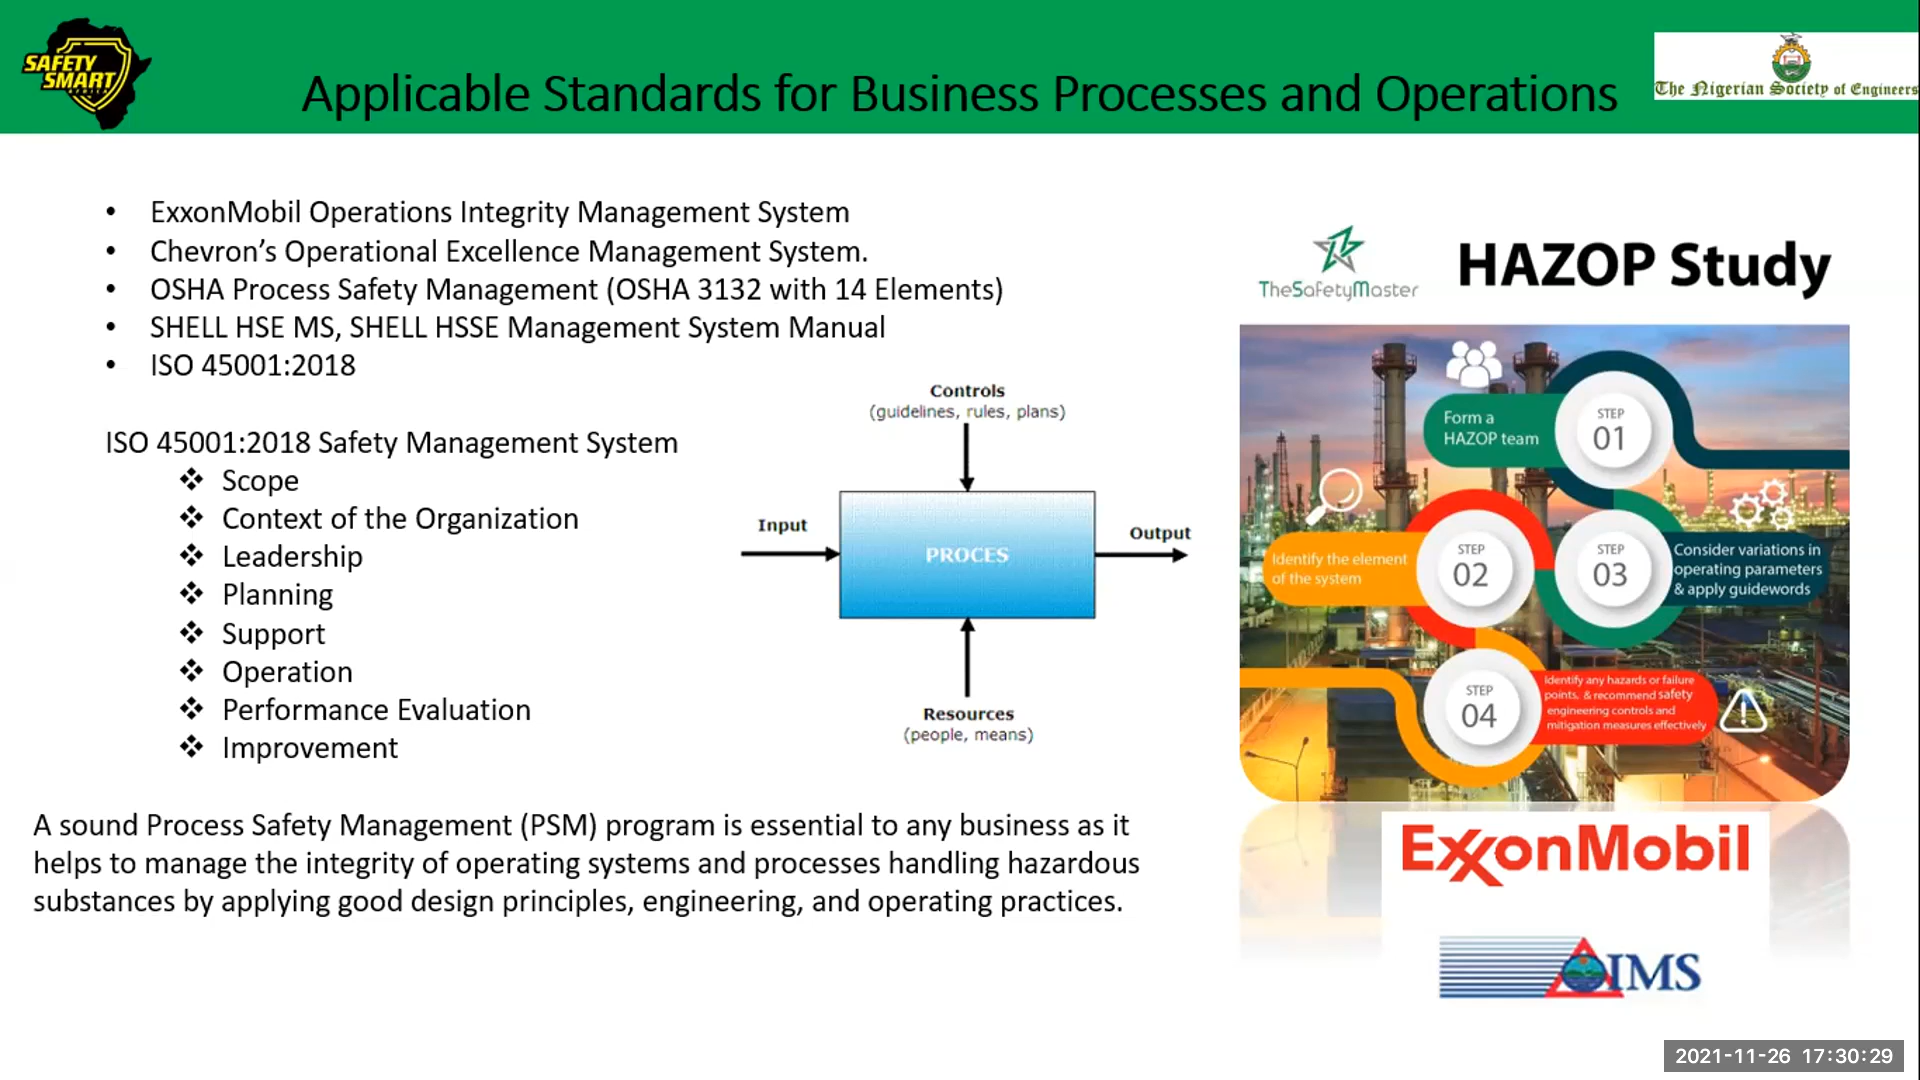 SAFETY
SMART
Applicable Standards for Business Processes and Operations
The Nigerian Society of Engineers
• ExxonMobil Operations Integrity Management System
• Chevron’s Operational Excellence Management System.
• OSHA Process Safety Management (OSHA 3132 with 14 Elements)
• SHELL HSE MS, SHELL HSSE Management System Manual
• ISO 45001:2018
ISO 45001:2018 Safety Management System
❖ Scope
❖ Context of the Organization
❖ Leadership
❖ Planning
❖ Support
❖ Operation
❖ Performance Evaluation
❖ Improvement
Controls
(guidelines, rules, plans)
Input
PROCES
Output
Resources
(people, means)
A sound Process Safety Management (PSM) program is essential to any business as it
helps to manage the integrity of operating systems and processes handling hazardous
substances by applying good design principles, engineering, and operating practices.
TheSafetyMaster
HAZOP Study
Form a
HAZOP team
STEP
01
Identify the element
of the system
STEP
02
STEP
03
Consider variations in
operating parameters
& apply guidewords
STEP
04
Identify any hazards or failure
points, & recommend safety
engineering controls and
mitigation measures effectively
ExxonMobil
OIMS
2021-11-26 17:30:29